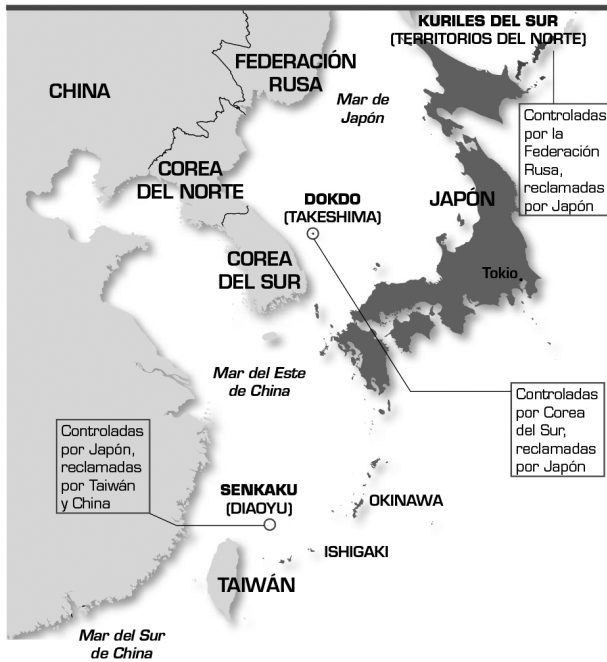 KURILES DEL SUR
(TERRITORIOS DEL NORTE)
FEDERACIÓN
RUSA
CHINA
Mar de
Japón
Controladas
por la
Federación
Rusa,
reclamadas
por Japón
COREA
DEL NORTE
DOKDO
(TAKESHIMA)
JAPÓN
COREA
DEL SUR
Tokio
Mar del Este
de China
Controladas
por Corea
del Sur,
reclamadas
por Japón
Controladas
por Japón,
reclamadas
por Taiwán
y China
SENKAKU
(DIAOYU)
OKINAWA
ISHIGAKI
TAIWÁN
Mar del Sur
de China